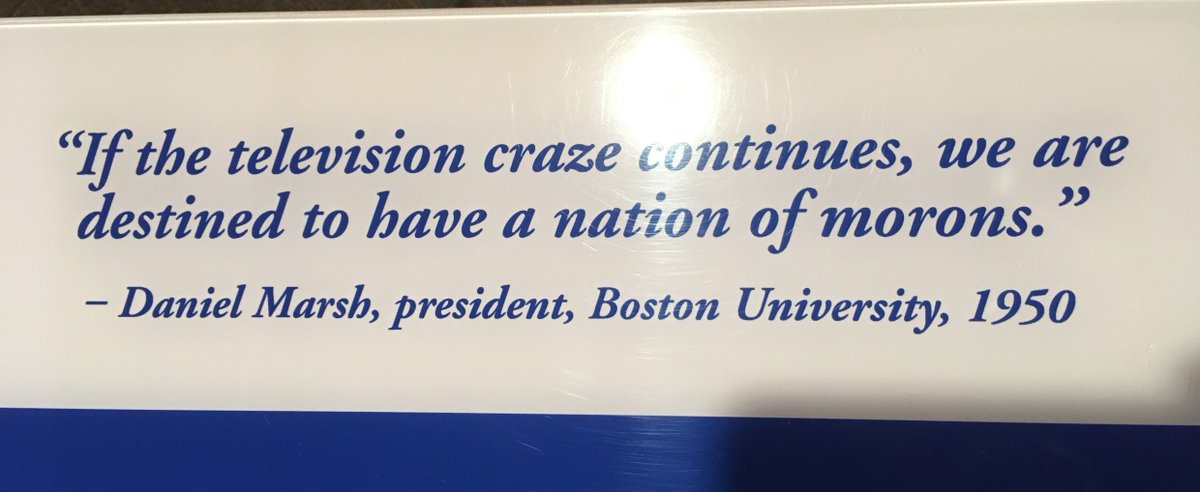 “If the television craze continues, we are
destined to have a nation of morons.”
– Daniel Marsh, president, Boston University, 1950